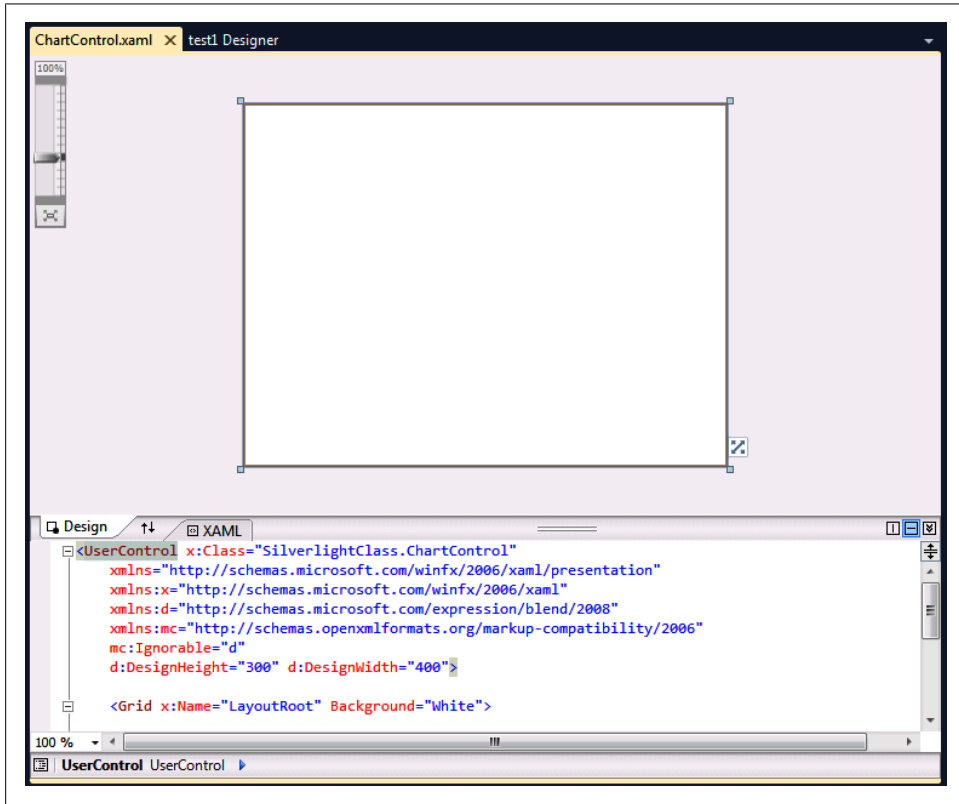 ChartControl.xaml X test1 Designer
100%
Design XAML
<UserControl x:Class="SilverlightClass.ChartControl"
xmlns="http://schemas.microsoft.com/winfx/2006/xaml/presentation"
xmlns:x="http://schemas.microsoft.com/winfx/2006/xaml"
xmlns:d="http://schemas.microsoft.com/expression/blend/2008"
xmlns:mc="http://schemas.openxmlformats.org/markup-compatibility/2006"
mc:Ignorable="d"
d:DesignHeight="300" d:DesignWidth="400">
<Grid x:Name="LayoutRoot" Background="White">
100 %
UserControl UserControl